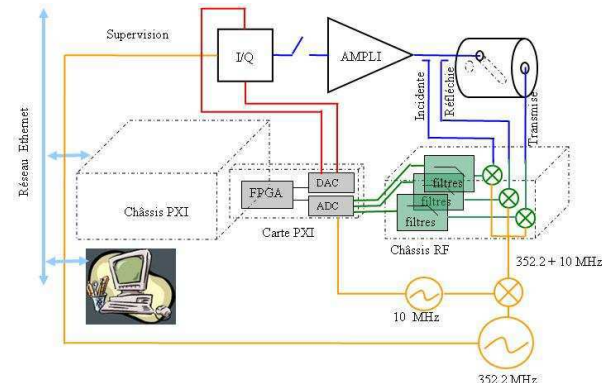 Supervision
I/Q
AMPLI
Incidente
Réfléchie
Transmise
Réseau Ethernet
Châssis PXI
FPGA
DAC
ADC
Carte PXI
filtres
filtres
filtres
Châssis RF
352.2 + 10 MHz
10 MHz
352.2 MHz